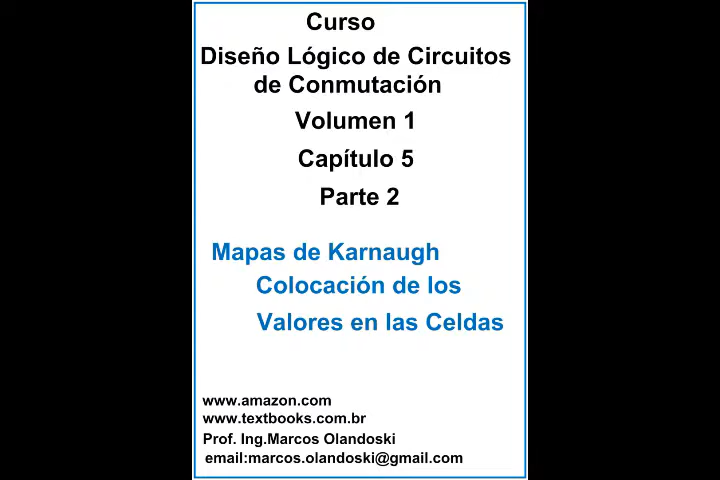 Curso
Diseño Lógico de Circuitos
de Conmutación
Volumen 1
Capítulo 5
Parte 2
Mapas de Karnaugh
Colocación de los
Valores en las Celdas
www.amazon.com
www.textbooks.com.br
Prof. Ing.Marcos Olandoski
email:marcos.olandoski@gmail.com